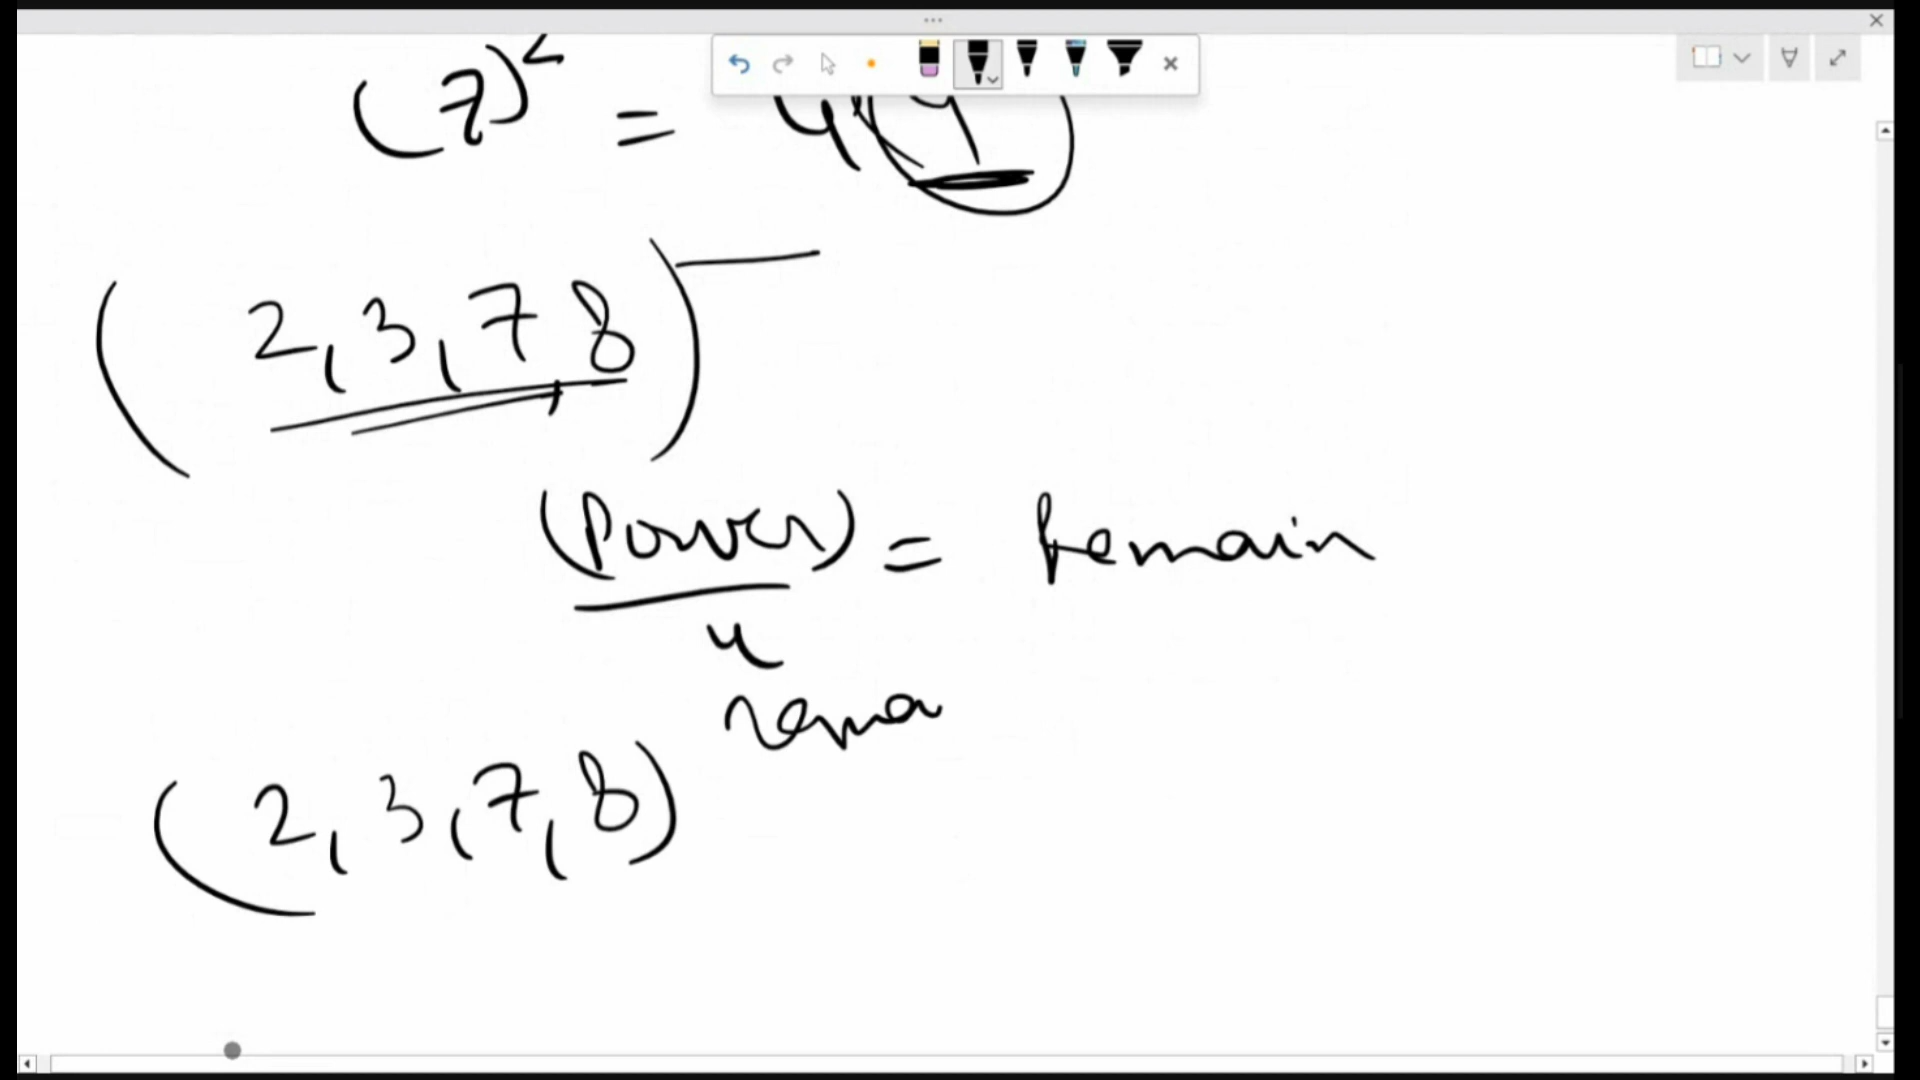 (7)² = 49
(2,3,7,8)
(Power) = Remain
4
rema
(2,3,7,8)